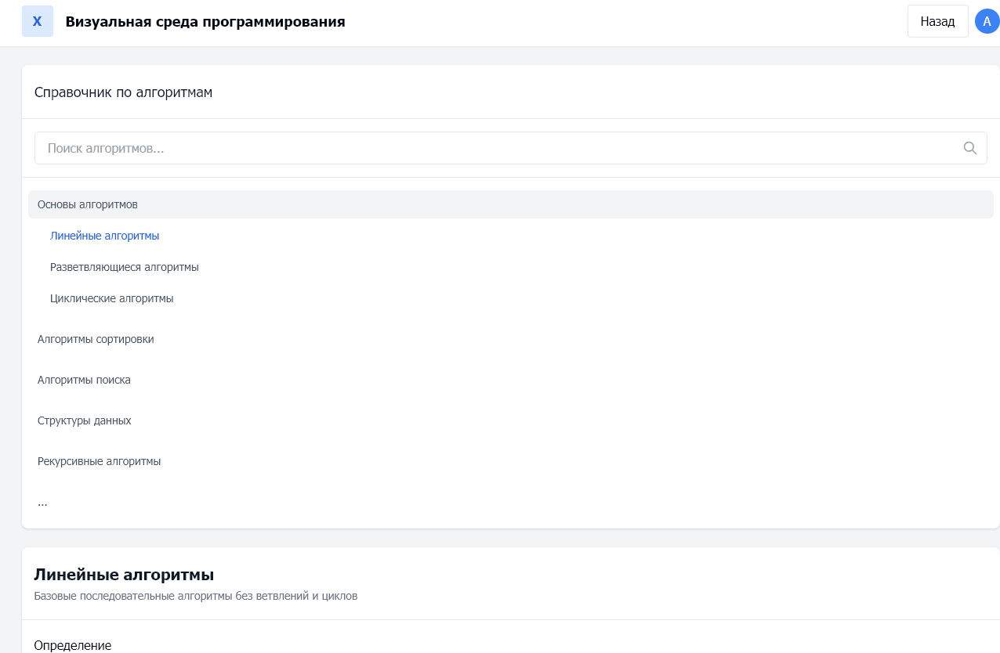 X
Визуальная среда программирования
Назад
A
Справочник по алгоритмам
Поиск алгоритмов...
Основы алгоритмов
Линейные алгоритмы
Разветвляющиеся алгоритмы
Циклические алгоритмы
Алгоритмы сортировки
Алгоритмы поиска
Структуры данных
Рекурсивные алгоритмы
...
Линейные алгоритмы
Базовые последовательные алгоритмы без ветвлений и циклов
Определение